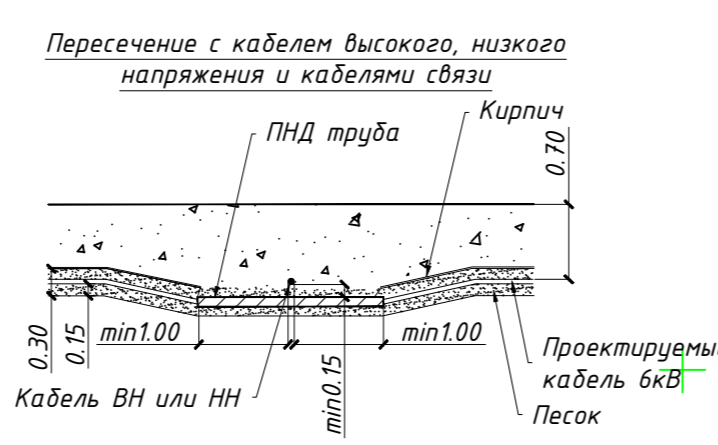 Пересечение с кабелем высокого, низкого
напряжения и кабелями связи
Кирпич
ПНД труба
0.70
0.30
0.15
min1.00
min1.00
min0.15
Кабель ВН или НН
Проектируемы
кабель 6кВ
Песок